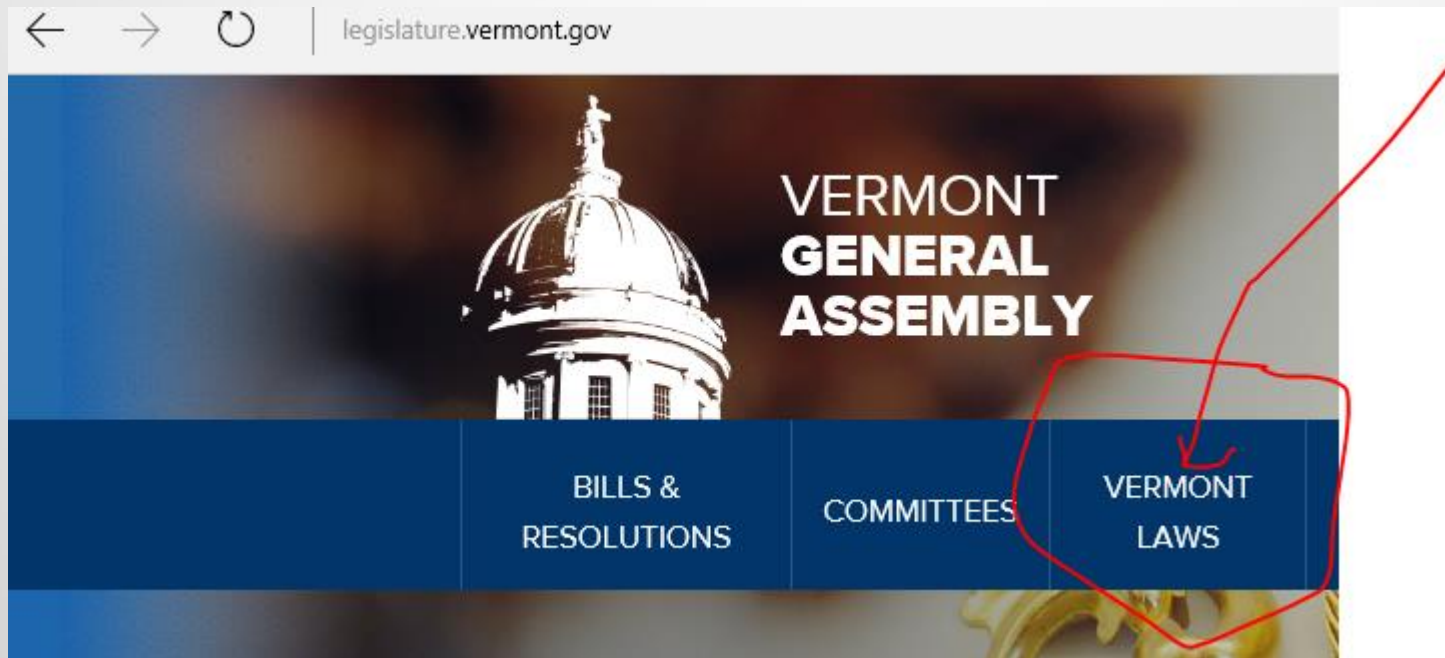 legislature.vermont.gov
VERMONT
GENERAL
ASSEMBLY
BILLS &
RESOLUTIONS
COMMITTEES
VERMONT
LAWS